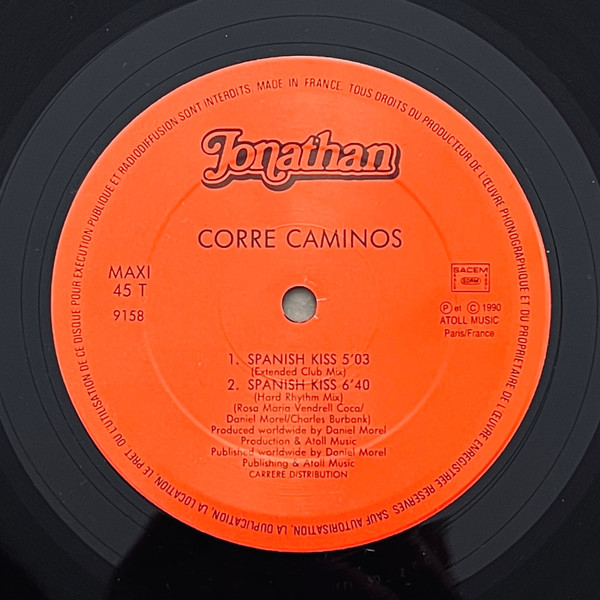 Jonathan
CORRE CAMINOS
MAXI
45 T
9158
SACEM
SDRM
Ⓟ et Ⓒ 1990
ATOLL MUSIC
Paris/France
1. SPANISH KISS 5'03
(Extended Club Mix)
2. SPANISH KISS 6'40
(Hard Rhythm Mix)
(Rosa Maria Vendrell Coca/
Daniel Morel/Charles Burbank)
Produced worldwide by Daniel Morel
Production & Atoll Music
Published worldwide by Daniel Morel
Publishing & Atoll Music
CARRERE DISTRIBUTION
MADE IN FRANCE. TOUS DROITS DU PRODUCTEUR DE L'ŒUVRE PHONOGRAPHIQUE ET DU PROPRIETAIRE DE L'ŒUVRE ENREGISTREE RESERVES SAUF AUTORISATION, LA DUPLICATION, LA LOCATION, LE PRET OU L'UTILISATION DE CE DISQUE POUR EXECUTION PUBLIQUE ET RADIODIFFUSION SONT INTERDITS.